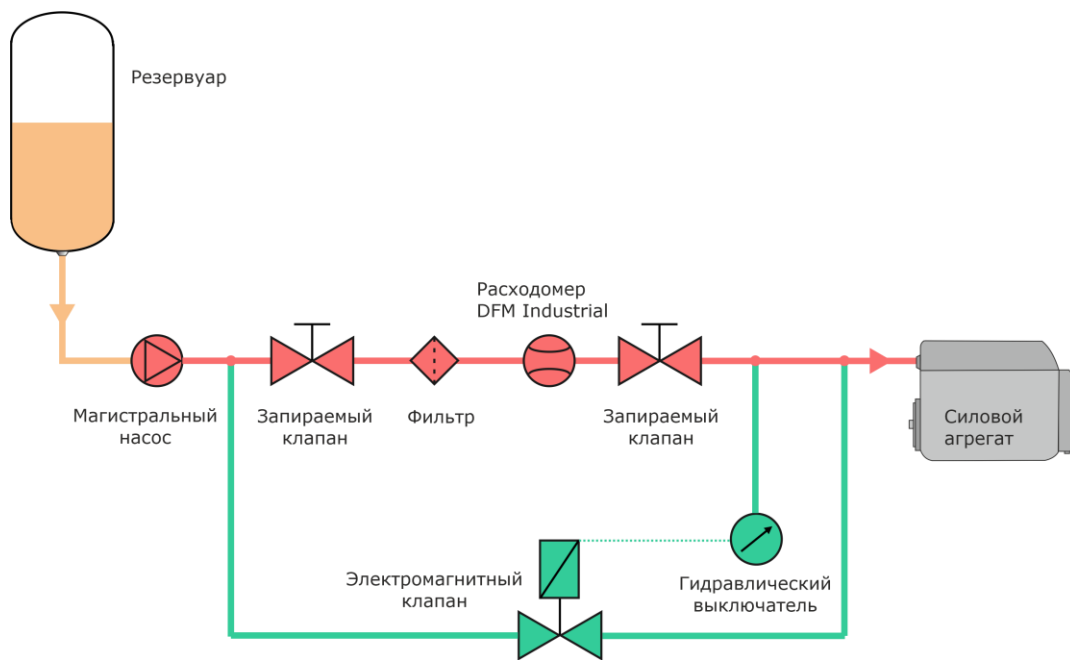 Резервуар
Расходомер
DFM Industrial
Магистральный
насос
Запираемый
клапан
Фильтр
Запираемый
клапан
Силовой
агрегат
Электромагнитный
клапан
Гидравлический
выключатель